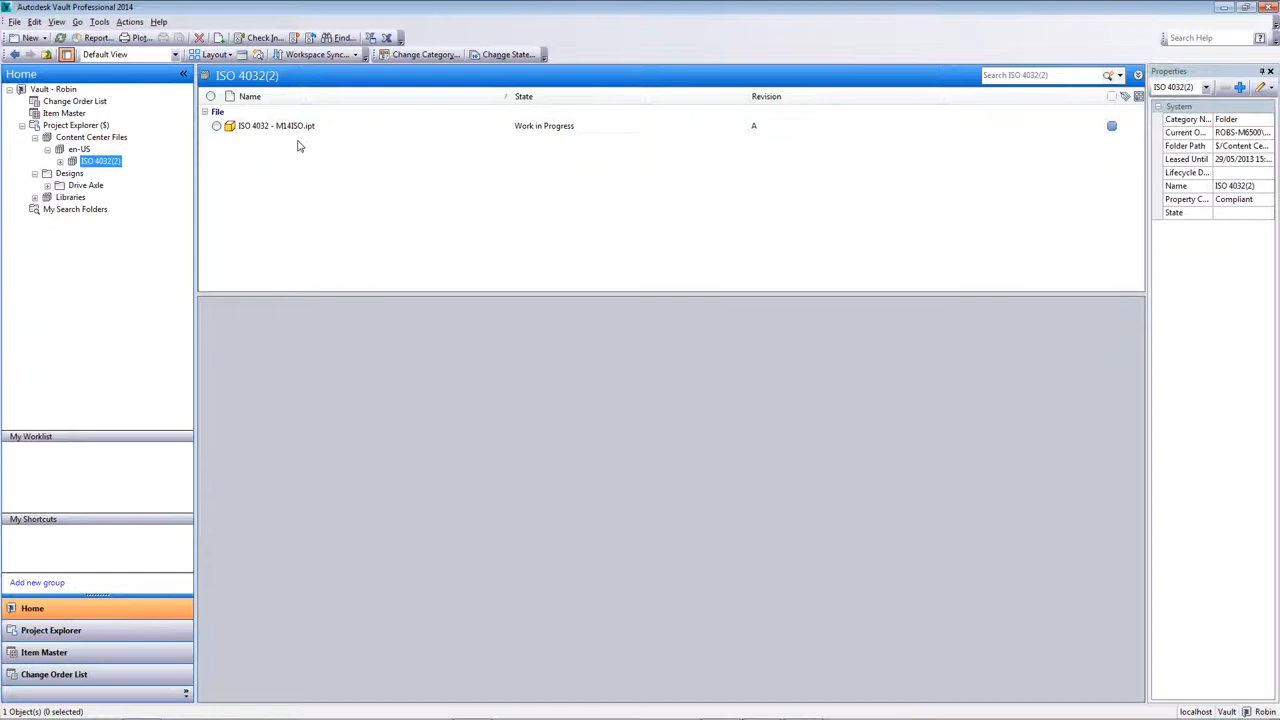 Autodesk Vault Professional 2014
File Edit View Go Tools Actions Help
New Report... Plot... Check In... Find...
Search Help
Default View Layout Workspace Sync... Change Category... Change State...
Home
Vault - Robin
Change Order List
Item Master
Project Explorer ($)
Content Center Files
en-US
ISO 4032(2)
Designs
Drive Axle
Libraries
My Search Folders
My Worklist
My Shortcuts
Add new group
Home
Project Explorer
Item Master
Change Order List
ISO 4032(2)
Search ISO 4032(2)
Name State Revision
File
ISO 4032 - M14ISO.ipt Work in Progress A
Properties
ISO 4032(2)
System
Category N... Folder
Current O... ROBS-M6500\...
Folder Path $/Content Ce...
Leased Until 29/05/2013 15:...
Lifecycle D...
Name ISO 4032(2)
Property C... Compliant
State
1 Object(s) (0 selected)
localhost Vault Robin